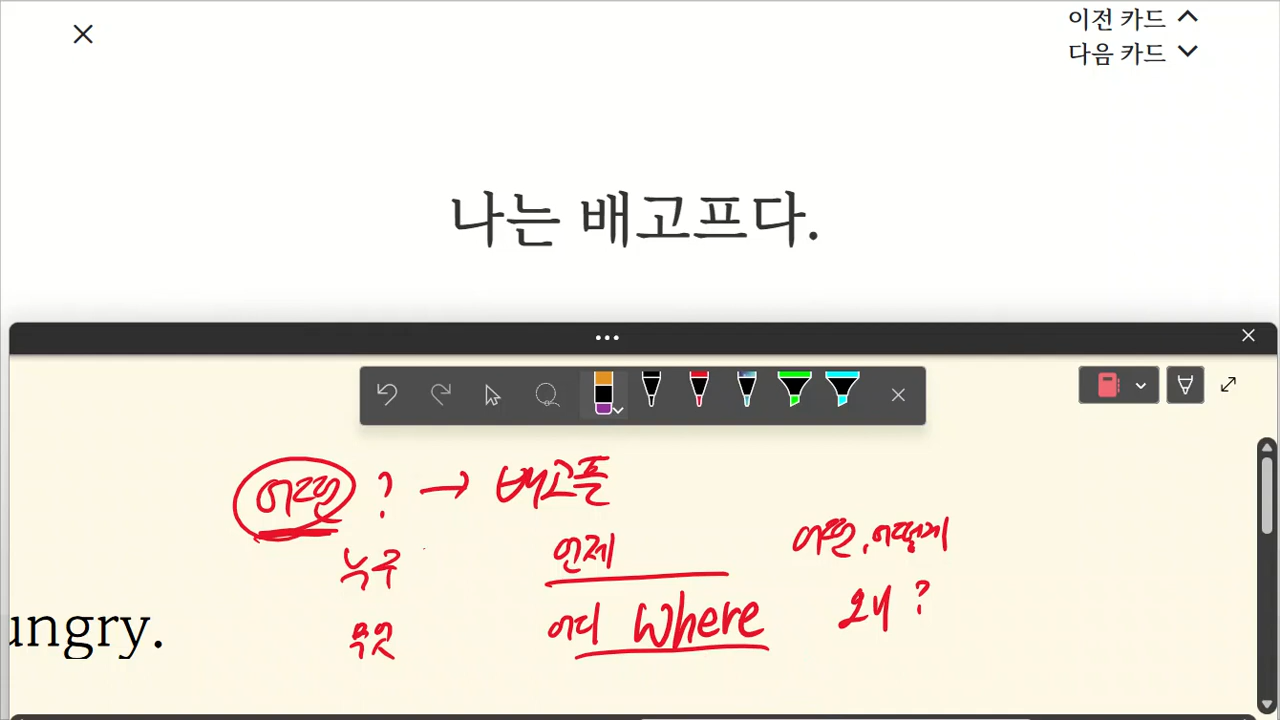 이전 카드
다음 카드
나는 배고프다.
어떤 ? → 배고플
누구 언제 어떤, 어떻게
무엇 어디 Where 왜 ?
ungry.